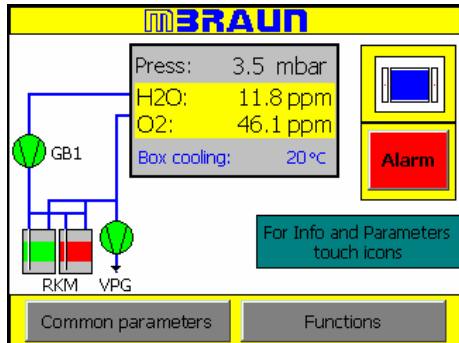 mBRAUN
Press: 3.5 mbar
H2O: 11.8 ppm
O2: 46.1 ppm
Box cooling: 20°C
GB1
Alarm
For Info and Parameters
touch icons
RKM VPG
Common parameters Functions